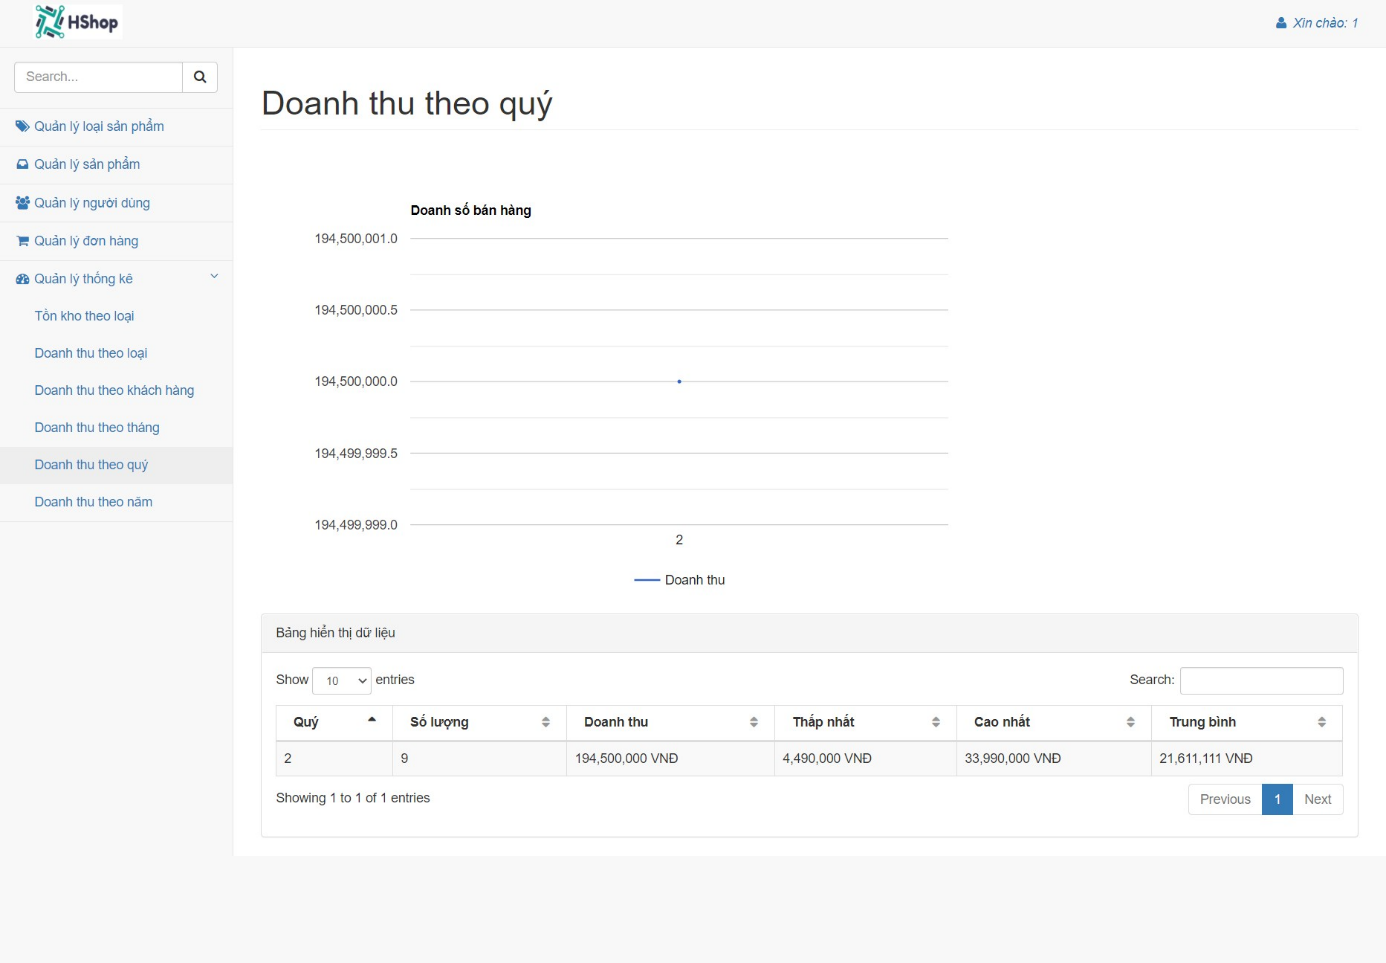 HShop
Xin chào: 1
Search...
Quản lý loại sản phẩm
Quản lý sản phẩm
Quản lý người dùng
Quản lý đơn hàng
Quản lý thống kê
Tồn kho theo loại
Doanh thu theo loại
Doanh thu theo khách hàng
Doanh thu theo tháng
Doanh thu theo quý
Doanh thu theo năm
Doanh thu theo quý
Doanh số bán hàng
194,500,001.0
194,500,000.5
194,500,000.0
194,499,999.5
194,499,999.0
2
Doanh thu
Bảng hiển thị dữ liệu
Show 10 entries Search:
Quý Số lượng Doanh thu Thấp nhất Cao nhất Trung bình
2 9 194,500,000 VNĐ 4,490,000 VNĐ 33,990,000 VNĐ 21,611,111 VNĐ
Showing 1 to 1 of 1 entries Previous 1 Next